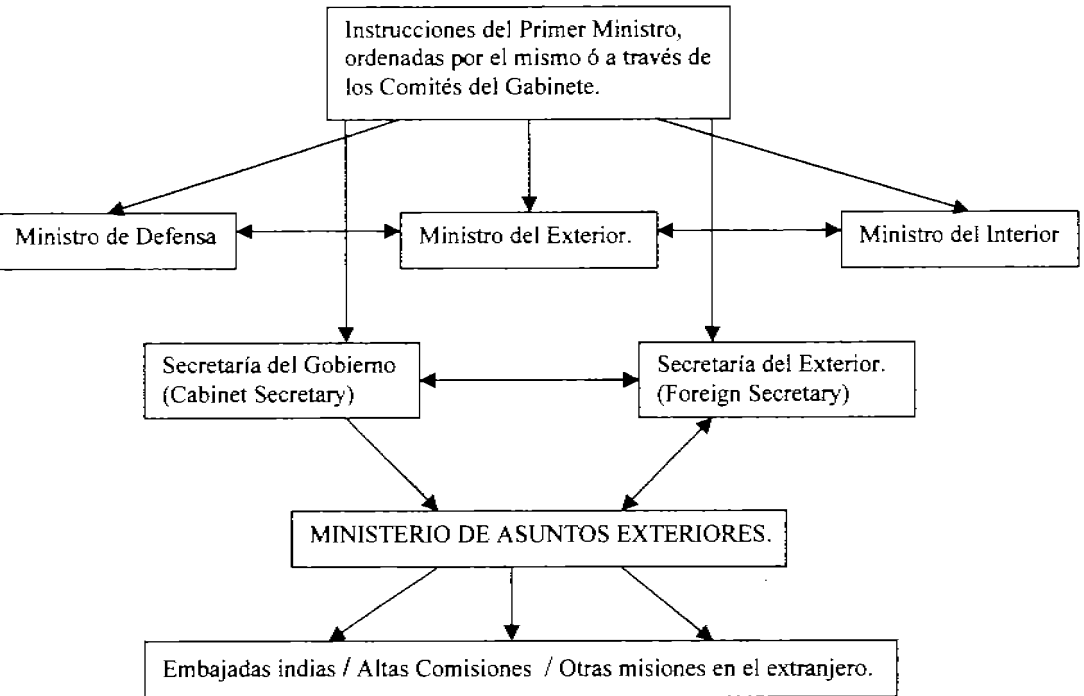 Instrucciones del Primer Ministro,
ordenadas por el mismo ó a través de
los Comités del Gabinete.
Ministro de Defensa
Ministro del Exterior.
Ministro del Interior
Secretaría del Gobierno
(Cabinet Secretary)
Secretaría del Exterior.
(Foreign Secretary)
MINISTERIO DE ASUNTOS EXTERIORES.
Embajadas indias / Altas Comisiones / Otras misiones en el extranjero.